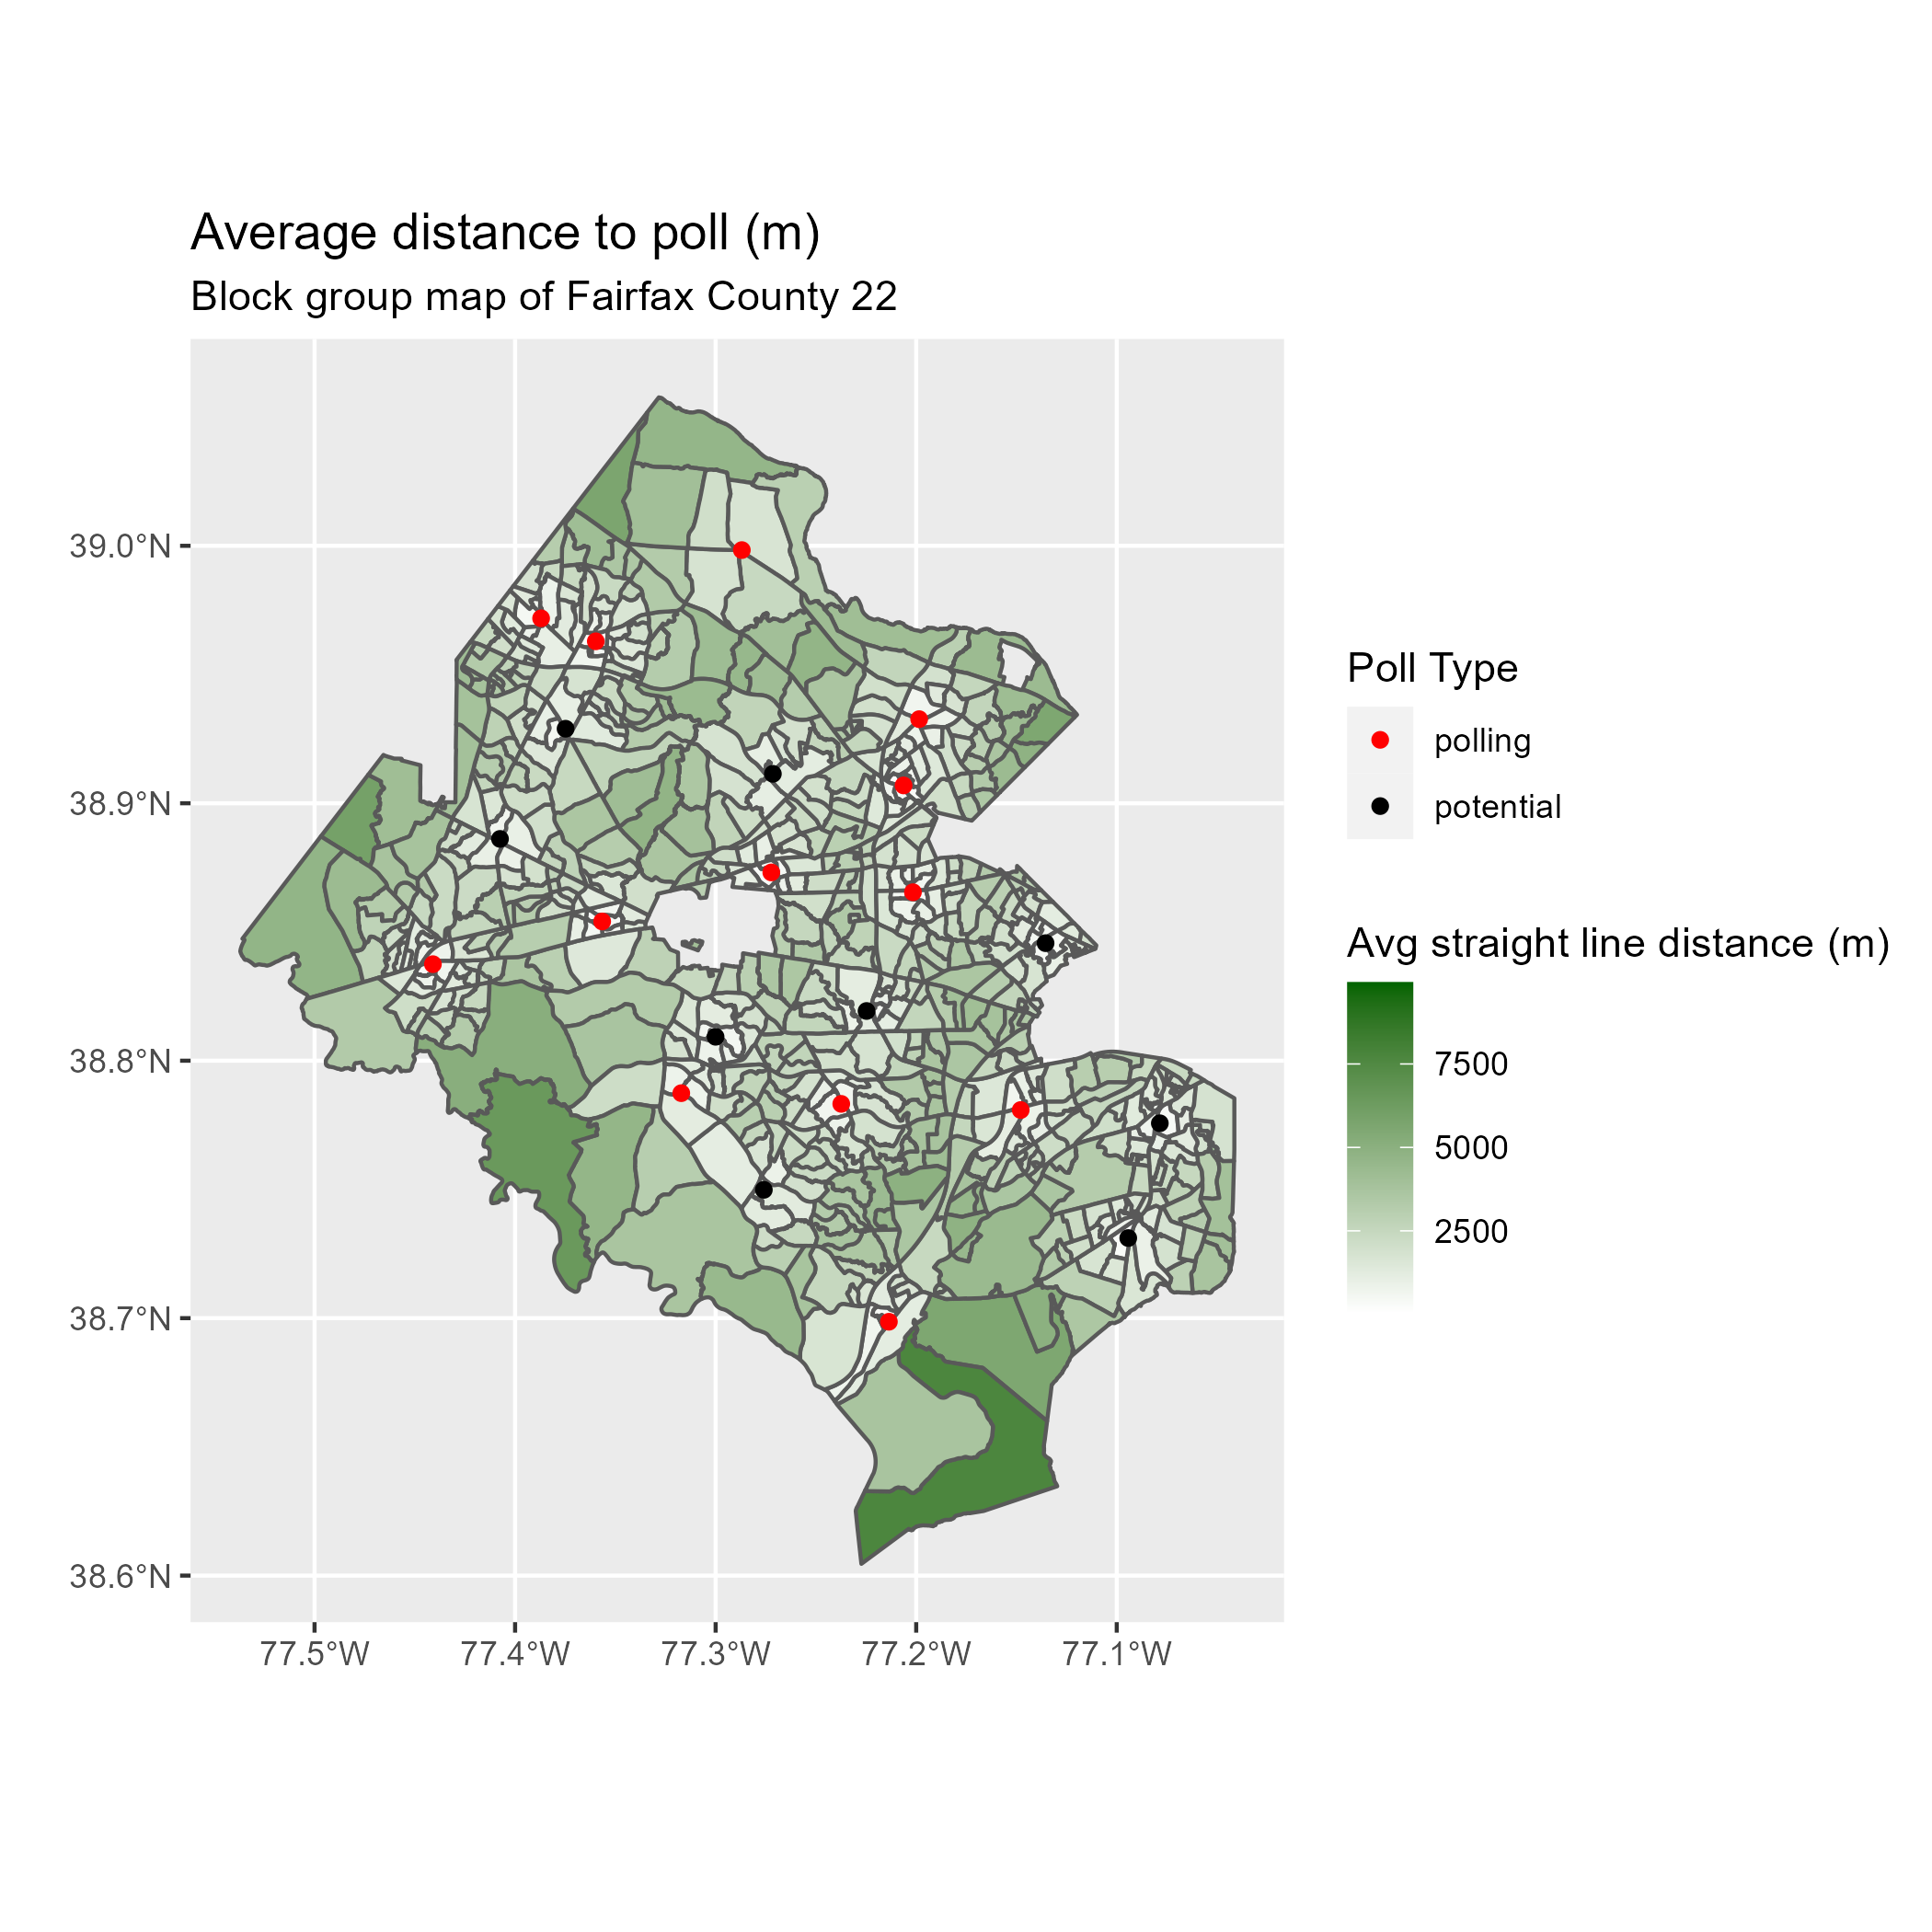 Average distance to poll (m)
Block group map of Fairfax County 22
39.0°N
38.9°N
38.8°N
38.7°N
38.6°N
77.5°W
77.4°W
77.3°W
77.2°W
77.1°W
Poll Type
polling
potential
Avg straight line distance (m)
7500
5000
2500